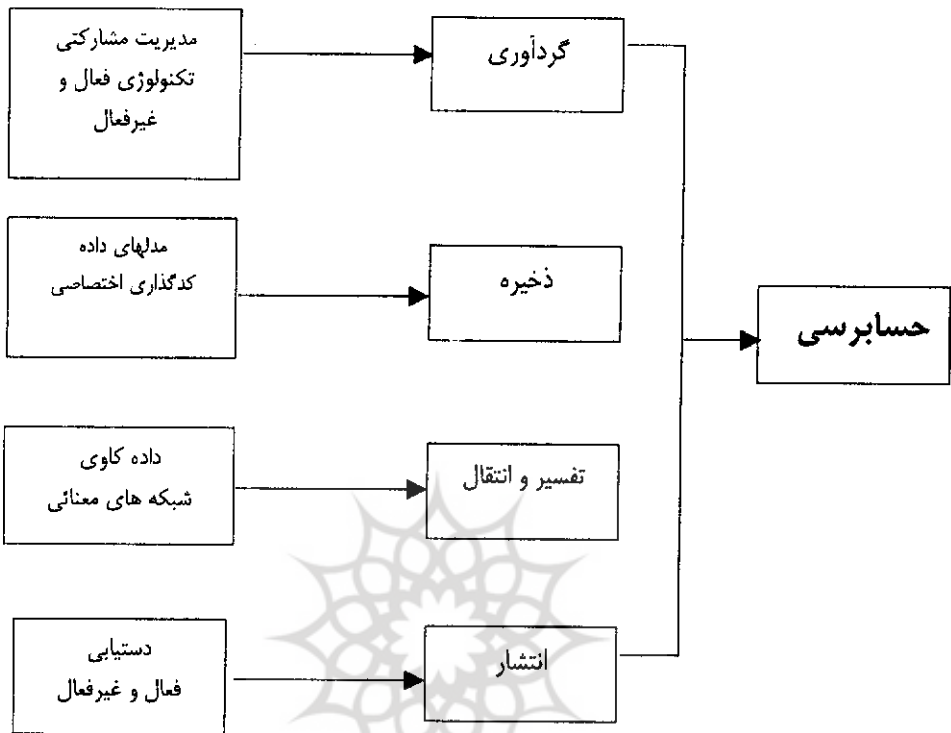 مدیریت مشارکتی
تکنولوژی فعال و
غیرفعال
گردآوری
مدلهای داده
کدگذاری اختصاصی
ذخیره
حسابرسی
داده کاوی
شبکه های معنائی
تفسیر و انتقال
دستیابی
فعال و غیرفعال
انتشار